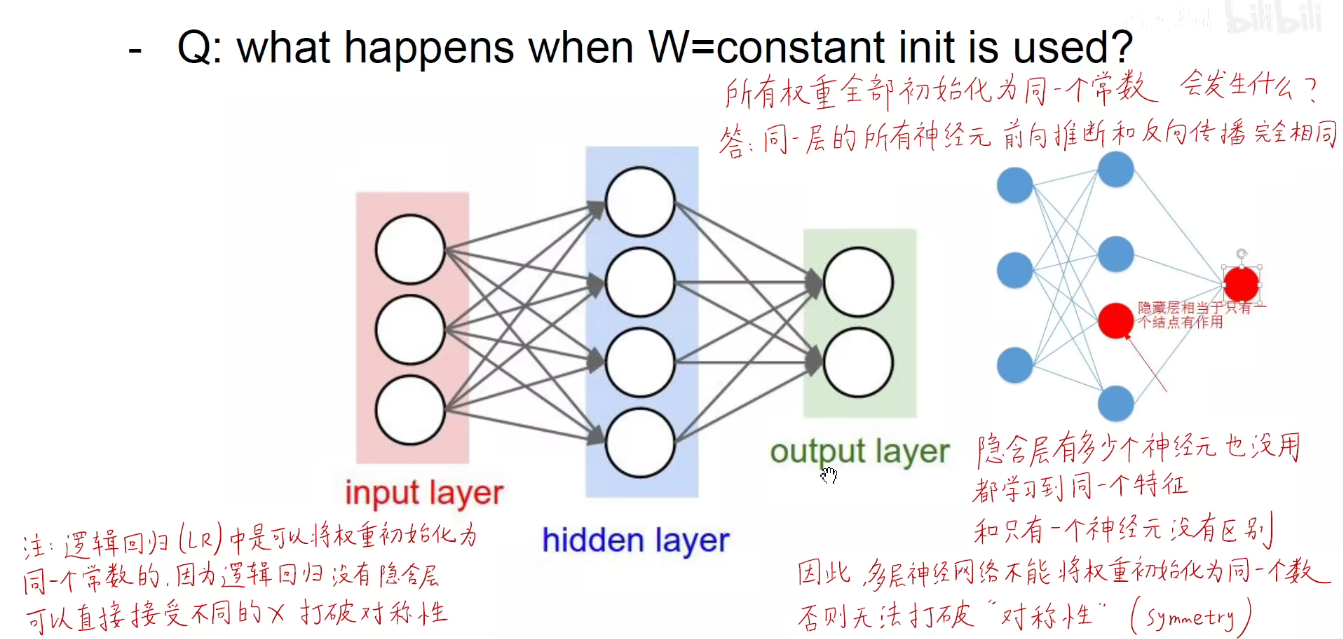 bilibili
- Q: what happens when W=constant init is used?
所有权重全部初始化为同一个常数 会发生什么?
答:同一层的所有神经元 前向推断和反向传播完全相同
隐藏层相当于只有一
个结点有作用
input layer
hidden layer
output layer
隐含层有多少个神经元也没用
都学习到同一个特征
和只有一个神经元没有区别
因此,多层神经网络不能将权重初始化为同一个数
否则无法打破“对称性”(symmetry)
注:逻辑回归(LR)中是可以将权重初始化为
同一个常数的,因为逻辑回归没有隐含层
可以直接接受不同的X 打破对称性